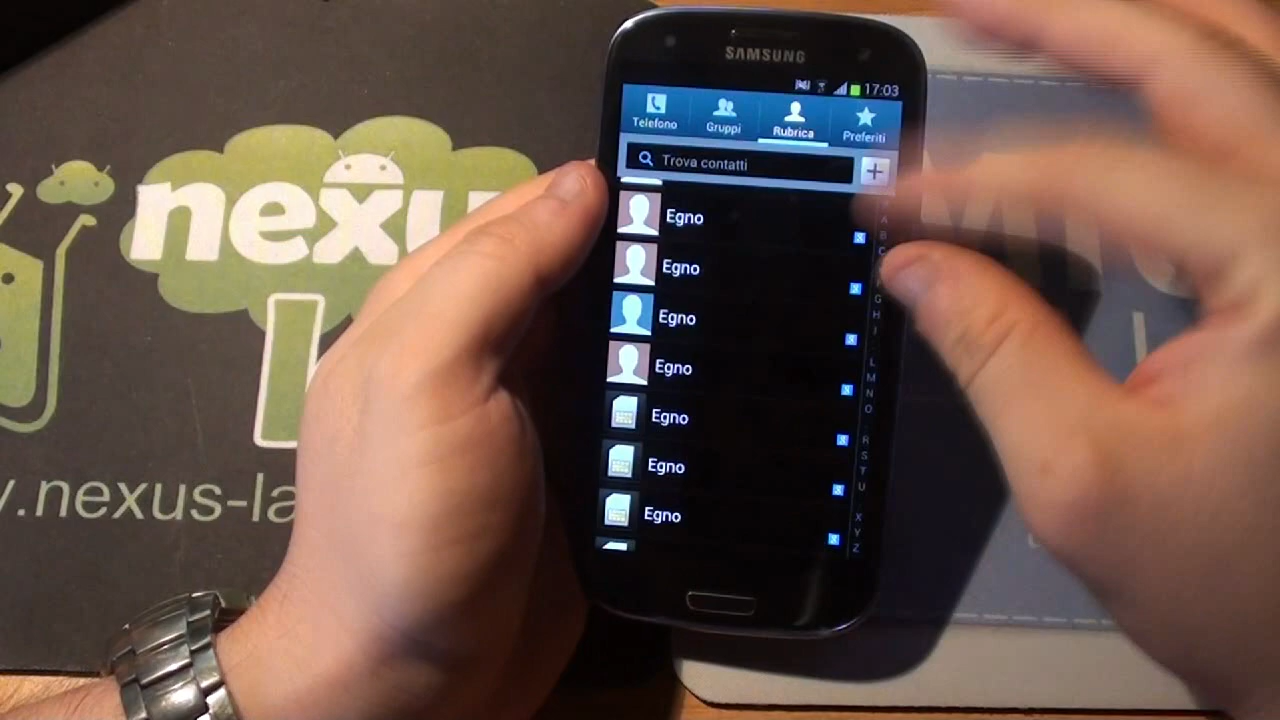 SAMSUNG
17:03
Telefono
Gruppi
Rubrica
Preferiti
Trova contatti
+
Egno
Egno
Egno
Egno
Egno
Egno
Egno
A
B
C
G
H
L
M
N
O
R
S
T
U
X
Y
Z
nexu
.nexus-la